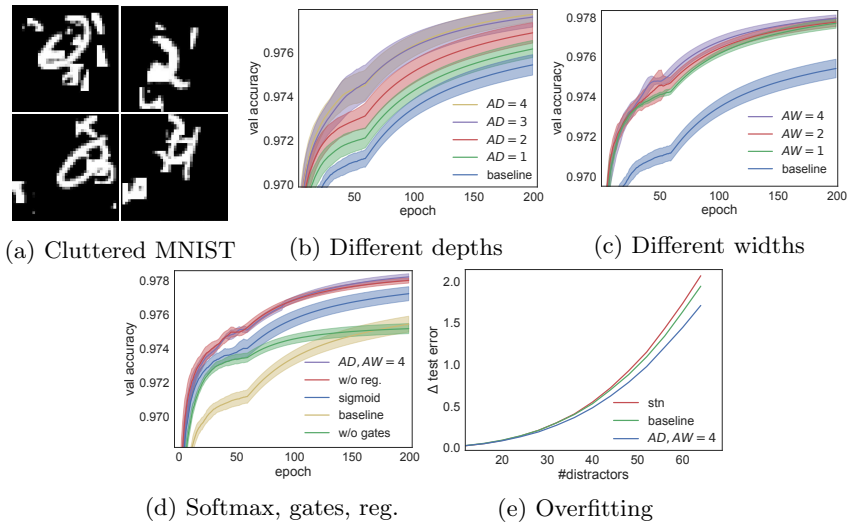 val accuracy
0.976
0.974
0.972
0.970
AD = 4
AD = 3
AD = 2
AD = 1
baseline
0 50 100 150 200
epoch
val accuracy
0.978
0.976
0.974
0.972
0.970
AW = 4
AW = 2
AW = 1
baseline
50 100 150 200
epoch
(a) Cluttered MNIST
(b) Different depths
(c) Different widths
val accuracy
0.978
0.976
0.974
0.972
0.970
AD, AW = 4
w/o reg.
sigmoid
baseline
w/o gates
0 50 100 150 200
epoch
Δ test error
2.0
1.5
1.0
0.5
0.0
stn
baseline
AD, AW = 4
20 30 40 50 60
#distractors
(d) Softmax, gates, reg.
(e) Overfitting